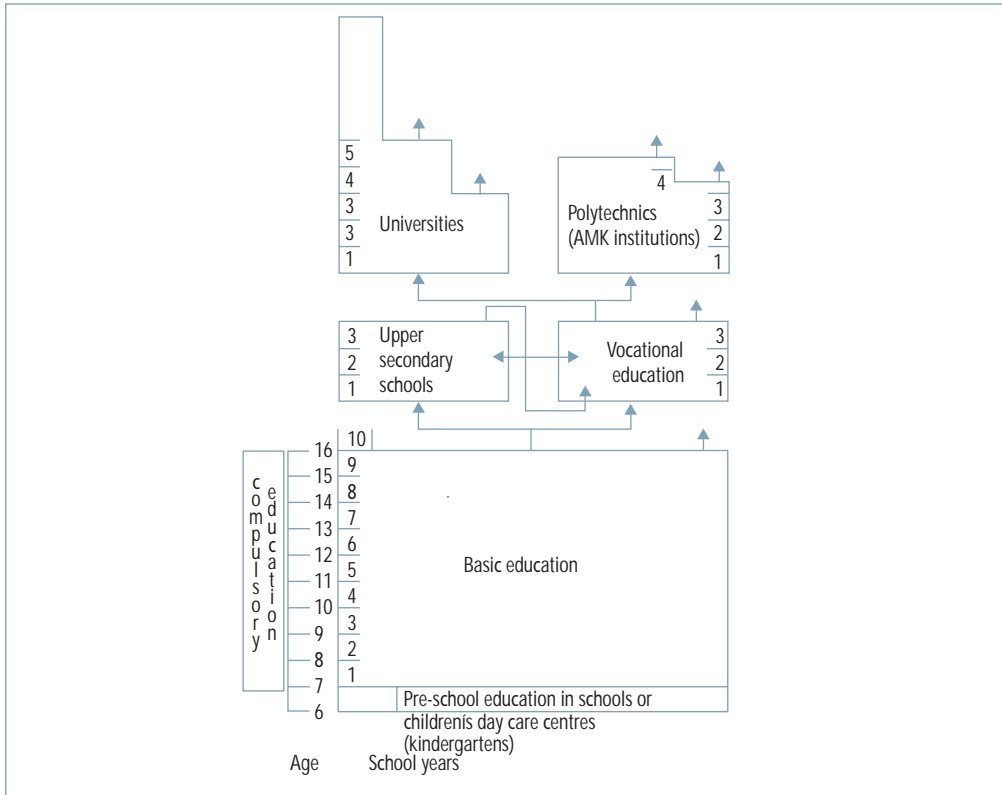 5
4
3
3
1
Universities
4
Polytechnics
(AMK institutions)
3
2
1
3
2
1
Upper
secondary
schools
Vocational
education
3
2
1
compulsory
education
16
15
14
13
12
11
10
9
8
7
6
10
9
8
7
6
5
4
3
2
1
Basic education
Pre-school education in schools or
childrenís day care centres
(kindergartens)
Age
School years